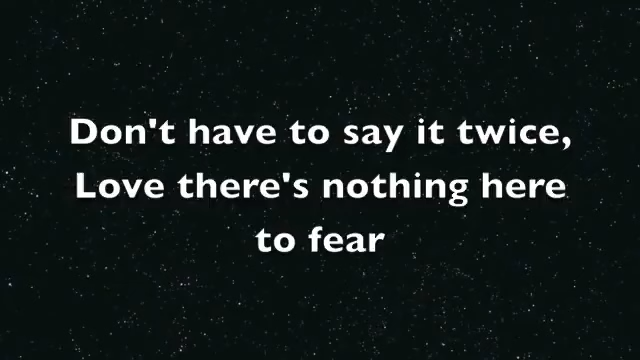 Don't have to say it twice,
Love there's nothing here
to fear